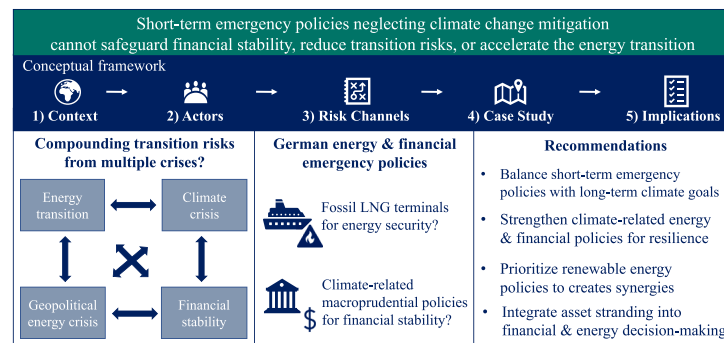 Short-term emergency policies neglecting climate change mitigation
cannot safeguard financial stability, reduce transition risks, or accelerate the energy transition
Conceptual framework
1) Context
2) Actors
3) Risk Channels
4) Case Study
5) Implications
Compounding transition risks
from multiple crises?
Energy
transition
Climate
crisis
Geopolitical
energy crisis
Financial
stability
German energy & financial
emergency policies
Fossil LNG terminals
for energy security?
Climate-related
macroprudential policies
for financial stability?
$
Recommendations
• Balance short-term emergency
policies with long-term climate goals
• Strengthen climate-related energy
& financial policies for resilience
• Prioritize renewable energy
policies to creates synergies
• Integrate asset stranding into
financial & energy decision-making